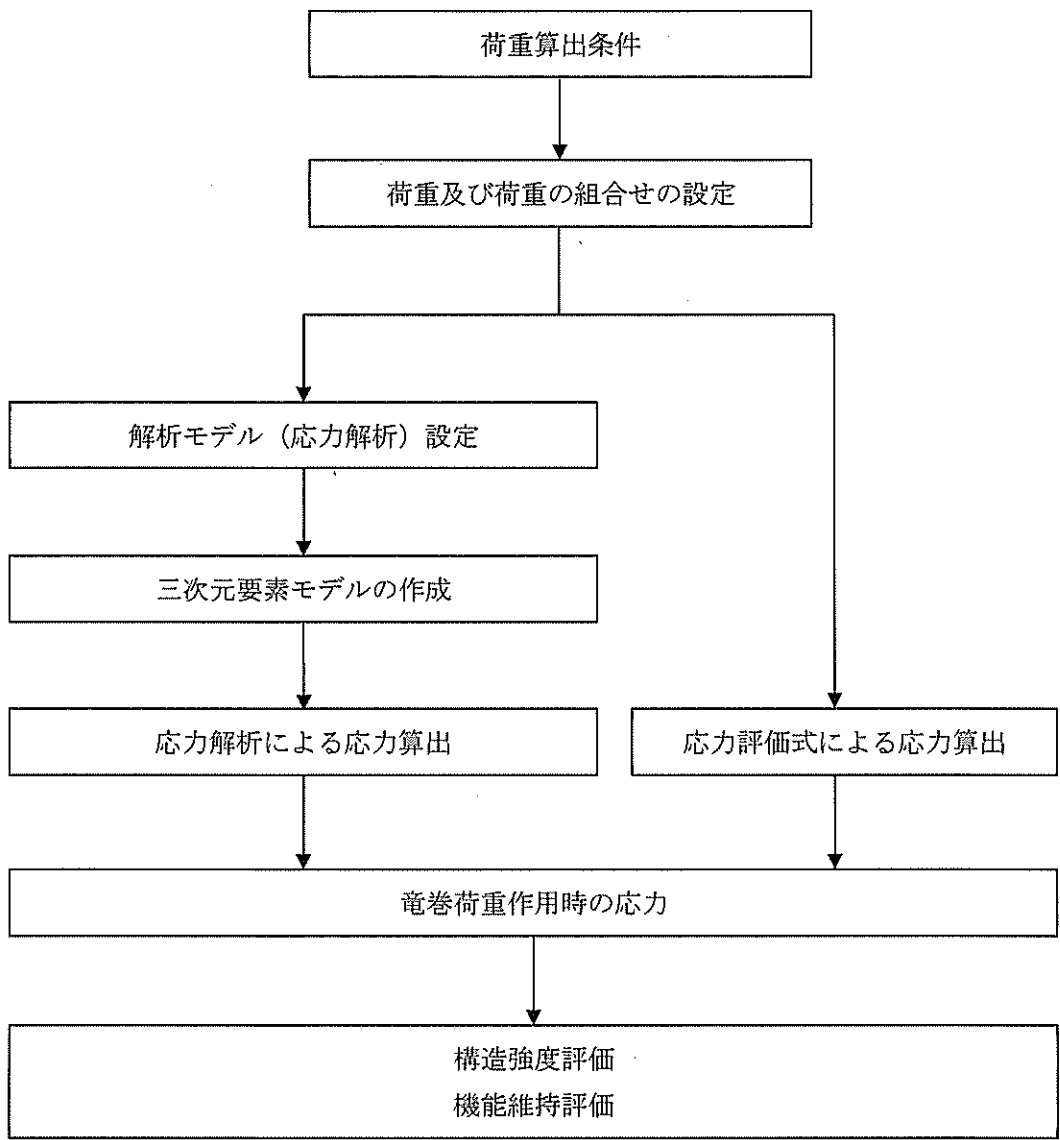 荷重算出条件
荷重及び荷重の組合せの設定
解析モデル（応力解析）設定
三次元要素モデルの作成
応力解析による応力算出
応力評価式による応力算出
竜巻荷重作用時の応力
構造強度評価
機能維持評価